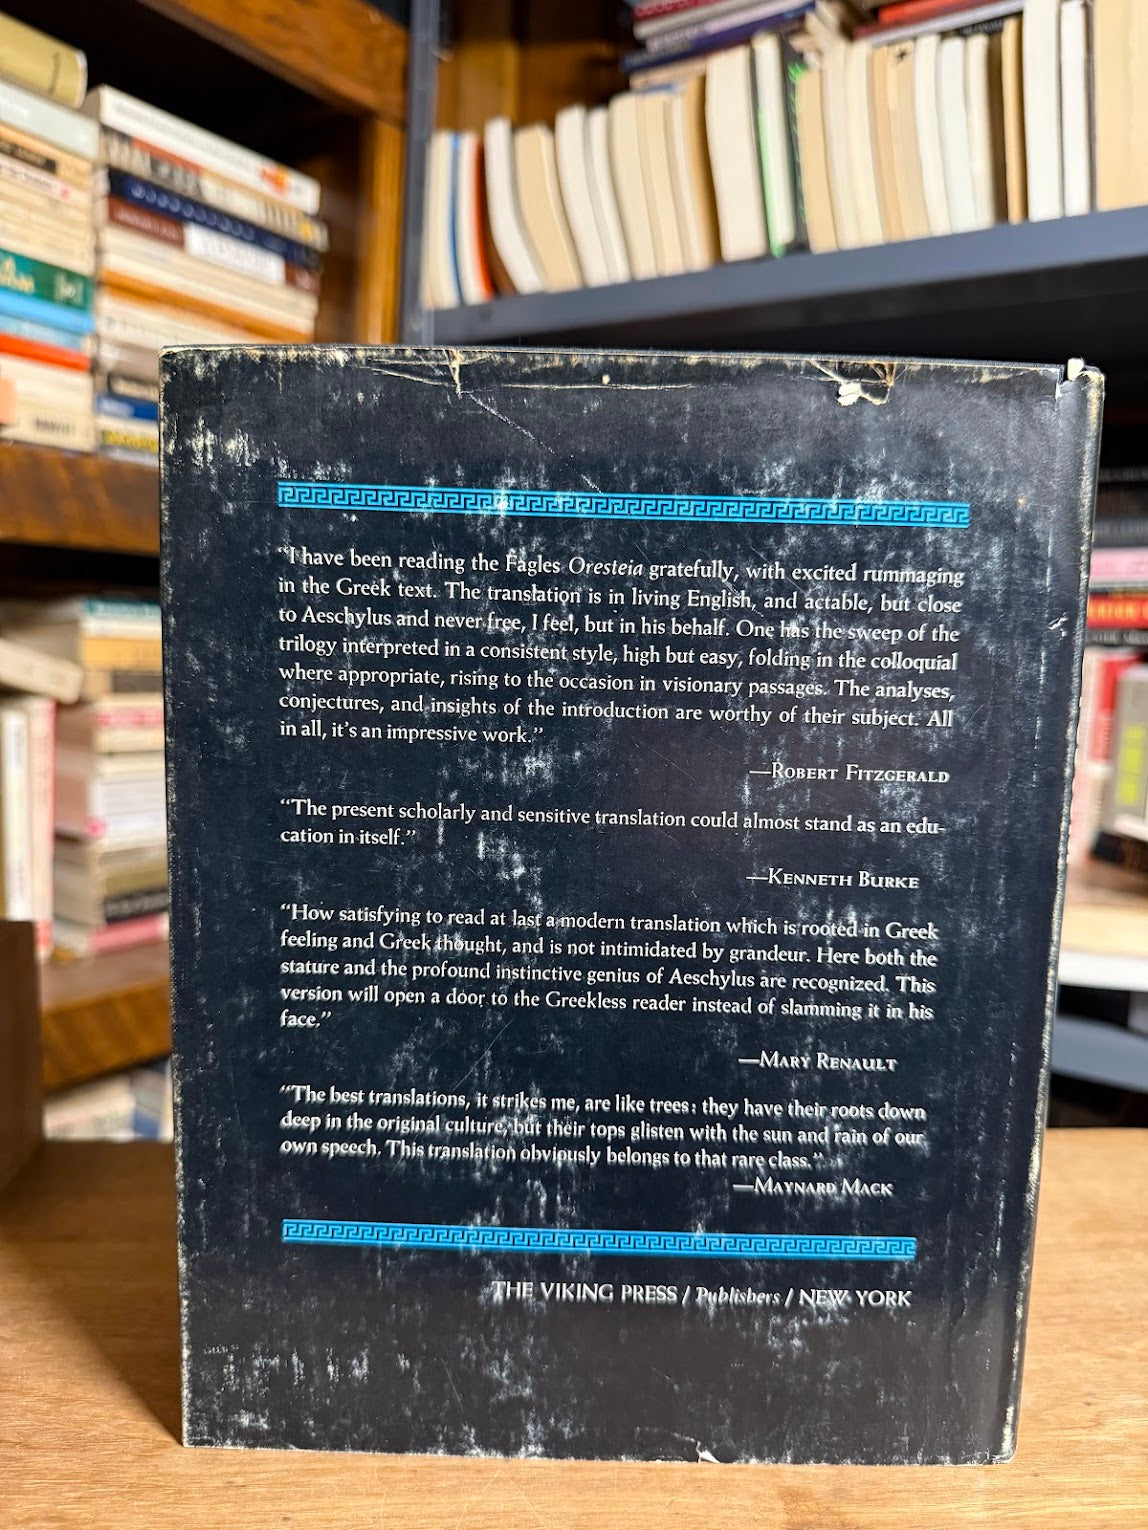 “I have been reading the Fagles Oresteia gratefully, with excited rummaging
in the Greek text. The translation is in living English, and actable, but close
to Aeschylus and never free, I feel, but in his behalf. One has the sweep of the
trilogy interpreted in a consistent style, high but easy, folding in the colloquial
where appropriate, rising to the occasion in visionary passages. The analyses,
conjectures, and insights of the introduction are worthy of their subject. All
in all, it’s an impressive work.”
—ROBERT FITZGERALD
“The present scholarly and sensitive translation could almost stand as an edu-
cation in itself.”
—KENNETH BURKE
“How satisfying to read at last a modern translation which is rooted in Greek
feeling and Greek thought, and is not intimidated by grandeur. Here both the
stature and the profound instinctive genius of Aeschylus are recognized. This
version will open a door to the Greekless reader instead of slamming it in his
face.”
—MARY RENAULT
“The best translations, it strikes me, are like trees: they have their roots down
deep in the original culture, but their tops glisten with the sun and rain of our
own speech. This translation obviously belongs to that rare class.”
—MAYNARD MACK
THE VIKING PRESS / Publishers / NEW YORK